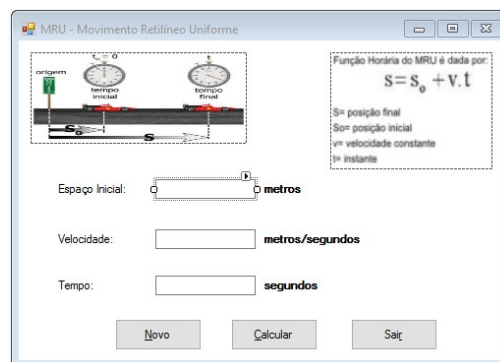 MRU - Movimento Retilíneo Uniforme
origem
t₀ = 0
t
tempo inicial
tempo final
S₀
S
Função Horária do MRU é dada por:
s=s₀ +v.t
S= posição final
So= posição inicial
v= velocidade constante
t= instante
Espaço Inicial:
metros
Velocidade:
metros/segundos
Tempo:
segundos
Novo
Calcular
Sair